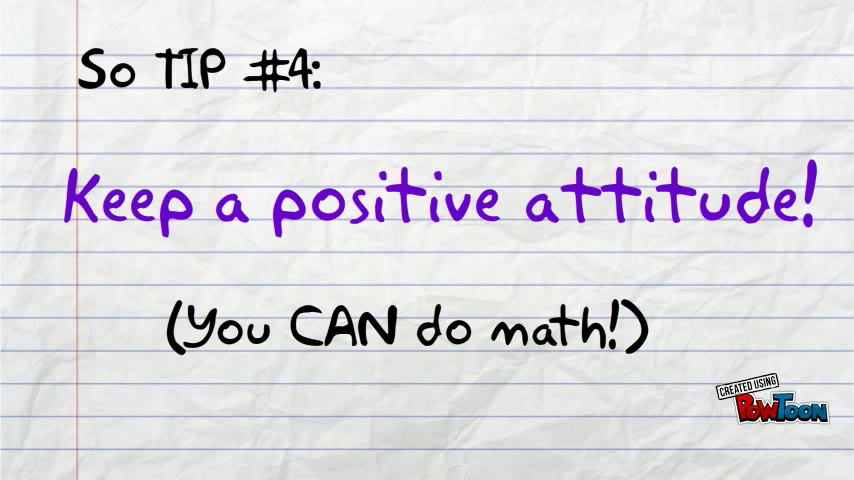 So TIP #4:
Keep a positive attitude!
(You CAN do math!)
CREATED USING
POWTOON